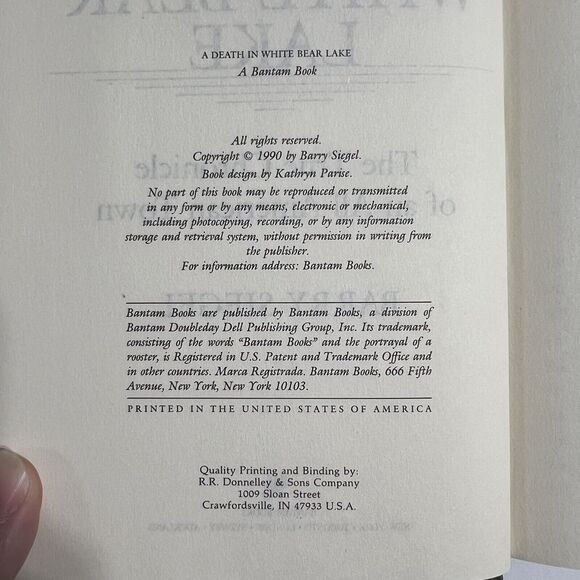 A DEATH IN WHITE BEAR LAKE
A Bantam Book
All rights reserved.
Copyright © 1990 by Barry Siegel.
Book design by Kathryn Parise.
No part of this book may be reproduced or transmitted
in any form or by any means, electronic or mechanical,
including photocopying, recording, or by any information
storage and retrieval system, without permission in writing from
the publisher.
For information address: Bantam Books.
Bantam Books are published by Bantam Books, a division of
Bantam Doubleday Dell Publishing Group, Inc. Its trademark,
consisting of the words "Bantam Books" and the portrayal of a
rooster, is Registered in U.S. Patent and Trademark Office and
in other countries. Marca Registrada. Bantam Books, 666 Fifth
Avenue, New York, New York 10103.
PRINTED IN THE UNITED STATES OF AMERICA
Quality Printing and Binding by:
R.R. Donnelley & Sons Company
1009 Sloan Street
Crawfordsville, IN 47933 U.S.A.